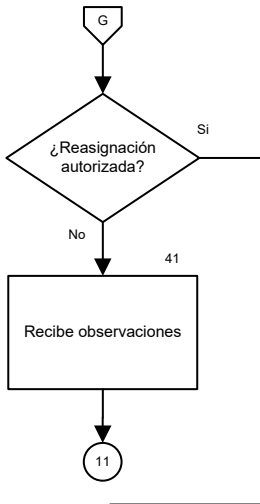 G
¿Reasignación
autorizada?
Si
No
41
Recibe observaciones
11